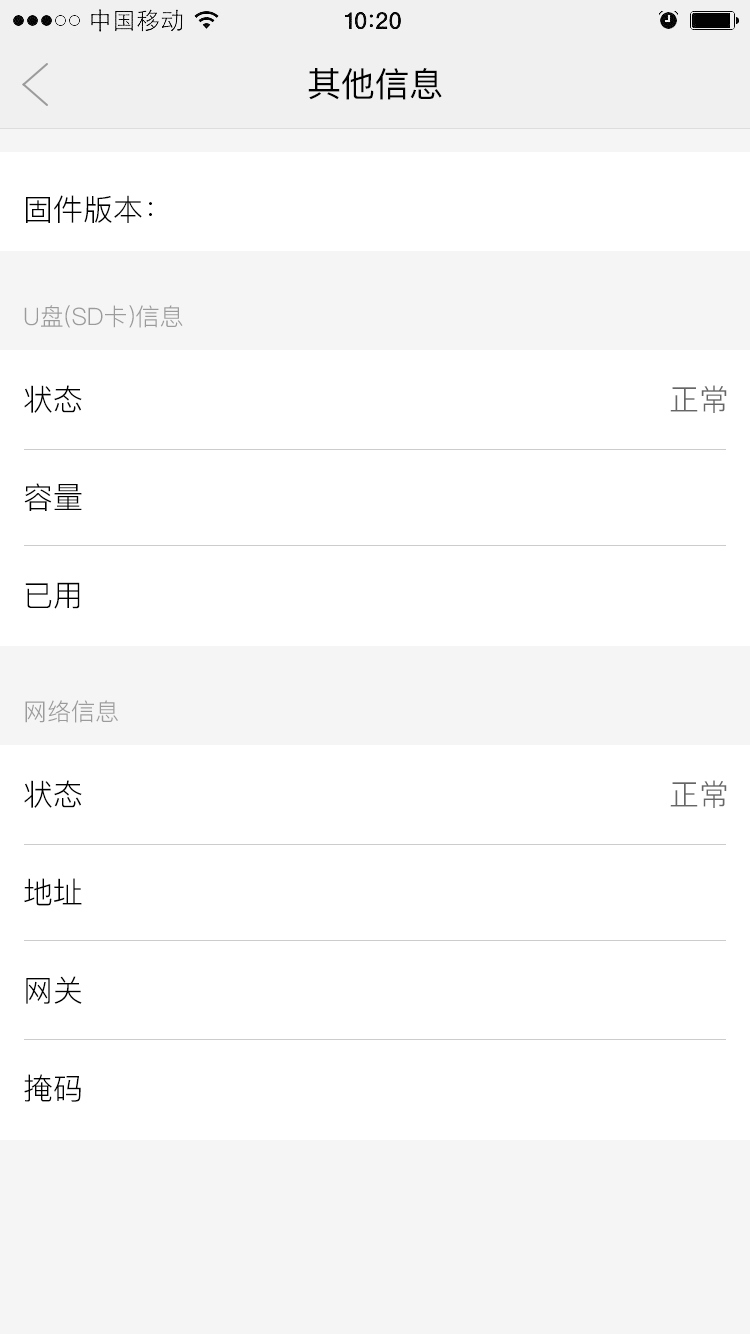 中国移动 10:20
其他信息
固件版本：
U盘(SD卡)信息
状态 正常
容量
已用
网络信息
状态 正常
地址
网关
掩码